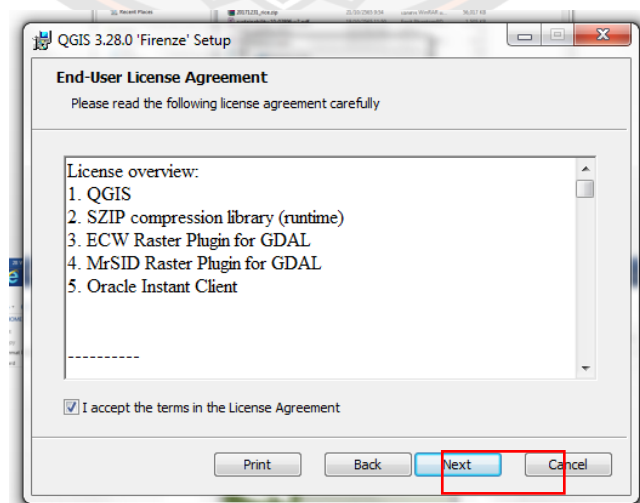 Recent Places
QGIS 3.28.0 'Firenze' Setup
End-User License Agreement
Please read the following license agreement carefully
License overview:
1. QGIS
2. SZIP compression library (runtime)
3. ECW Raster Plugin for GDAL
4. MrSID Raster Plugin for GDAL
5. Oracle Instant Client
----------
I accept the terms in the License Agreement
Print Back Next Cancel